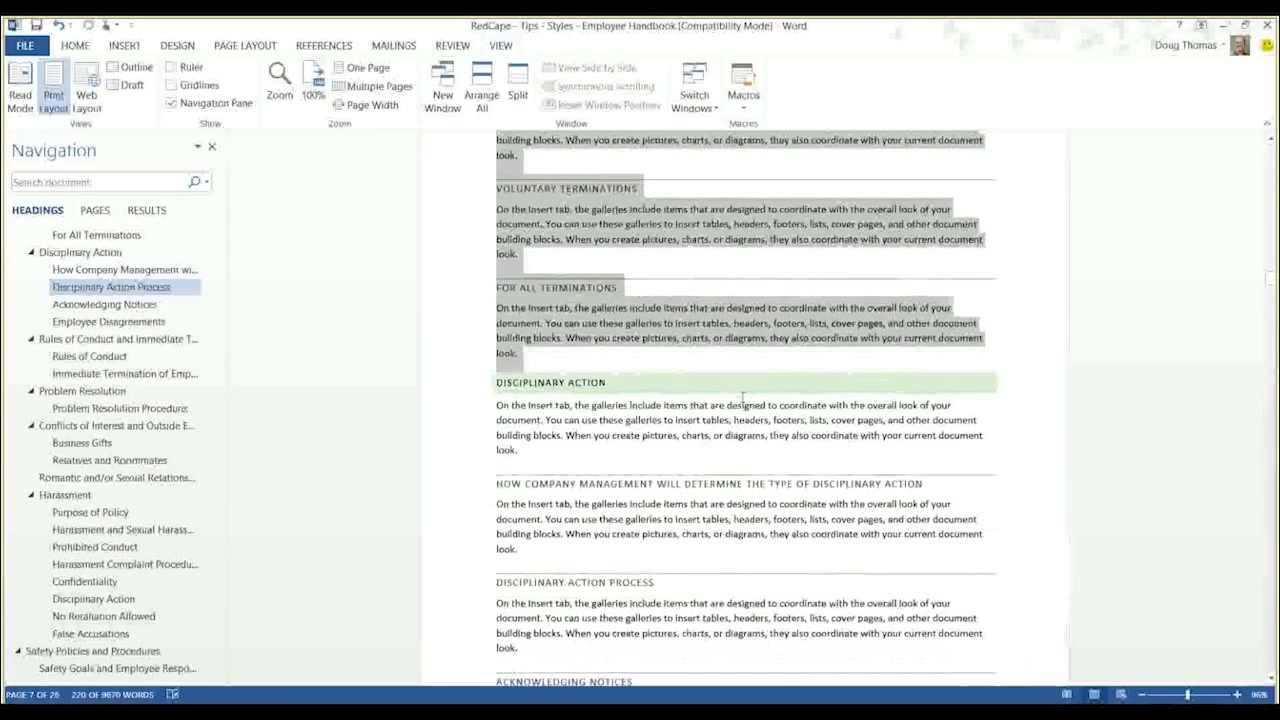 RedCape - Tips - Styles - Employee Handbook [Compatibility Mode] - Word
FILE HOME INSERT DESIGN PAGE LAYOUT REFERENCES MAILINGS REVIEW VIEW Doug Thomas
Read Mode
Print Layout
Web Layout
Outline
Draft
Views
Ruler
Gridlines
Navigation Pane
Show
Zoom
100%
One Page
Multiple Pages
Page Width
Zoom
New Window
Arrange All
Split
View Side by Side
Synchronous Scrolling
Reset Window Position
Window
Switch Windows
Macros
Macros
Navigation
Search document
HEADINGS PAGES RESULTS
For All Terminations
Disciplinary Action
How Company Management wi...
Disciplinary Action Process
Acknowledging Notices
Employee Disagreements
Rules of Conduct and Immediate T...
Rules of Conduct
Immediate Termination of Emp...
Problem Resolution
Problem Resolution Procedure
Conflicts of Interest and Outside E...
Business Gifts
Relatives and Roommates
Romantic and/or Sexual Relations...
Harassment
Purpose of Policy
Harassment and Sexual Harass...
Prohibited Conduct
Harassment Complaint Procedu...
Confidentiality
Disciplinary Action
No Retaliation Allowed
False Accusations
Safety Policies and Procedures
Safety Goals and Employee Respo...
building blocks. When you create pictures, charts, or diagrams, they also coordinate with your current document
look.
VOLUNTARY TERMINATIONS
On the Insert tab, the galleries include items that are designed to coordinate with the overall look of your
document. You can use these galleries to insert tables, headers, footers, lists, cover pages, and other document
building blocks. When you create pictures, charts, or diagrams, they also coordinate with your current document
look.
FOR ALL TERMINATIONS
On the Insert tab, the galleries include items that are designed to coordinate with the overall look of your
document. You can use these galleries to insert tables, headers, footers, lists, cover pages, and other document
building blocks. When you create pictures, charts, or diagrams, they also coordinate with your current document
look.
DISCIPLINARY ACTION
On the Insert tab, the galleries include items that are designed to coordinate with the overall look of your
document. You can use these galleries to insert tables, headers, footers, lists, cover pages, and other document
building blocks. When you create pictures, charts, or diagrams, they also coordinate with your current document
look.
HOW COMPANY MANAGEMENT WILL DETERMINE THE TYPE OF DISCIPLINARY ACTION
On the Insert tab, the galleries include items that are designed to coordinate with the overall look of your
document. You can use these galleries to insert tables, headers, footers, lists, cover pages, and other document
building blocks. When you create pictures, charts, or diagrams, they also coordinate with your current document
look.
DISCIPLINARY ACTION PROCESS
On the Insert tab, the galleries include items that are designed to coordinate with the overall look of your
document. You can use these galleries to insert tables, headers, footers, lists, cover pages, and other document
building blocks. When you create pictures, charts, or diagrams, they also coordinate with your current document
look.
ACKNOWLEDGING NOTICES
PAGE 7 OF 26 220 OF 9670 WORDS 96%